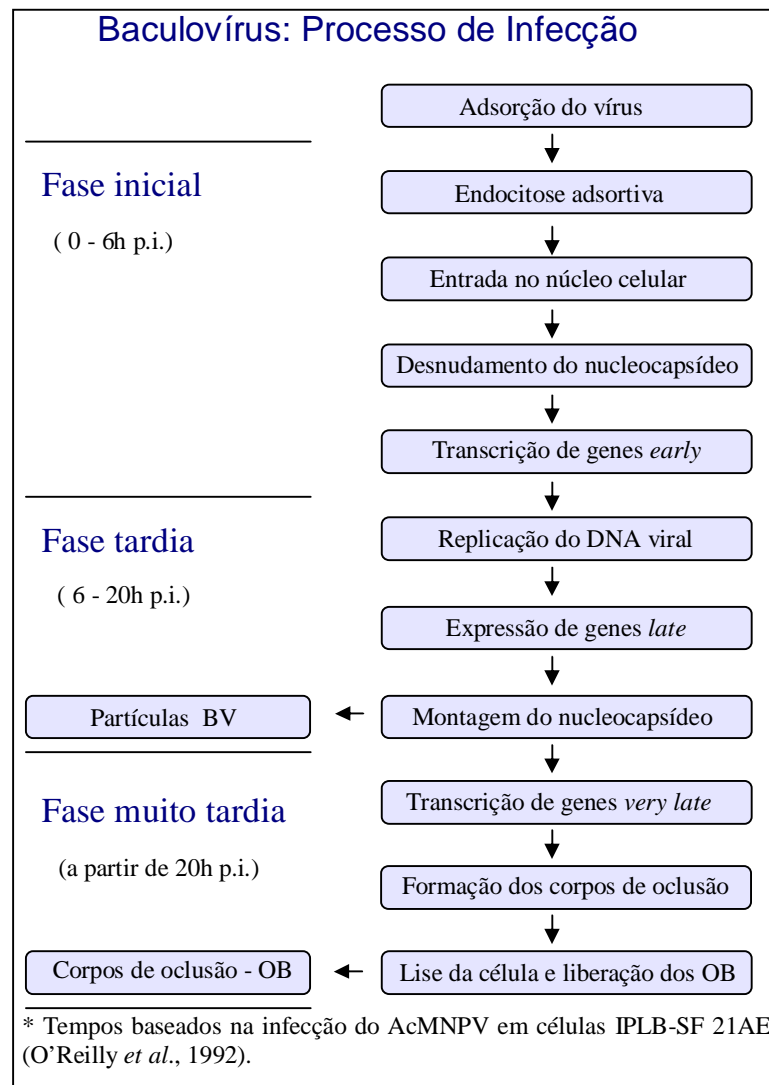 Baculovírus: Processo de Infecção
Adsorção do vírus
Fase inicial
( 0 - 6h p.i.)
Endocitose adsortiva
Entrada no núcleo celular
Desnudamento do nucleocapsídeo
Transcrição de genes early
Fase tardia
( 6 - 20h p.i.)
Replicação do DNA viral
Expressão de genes late
Partículas BV
Montagem do nucleocapsídeo
Fase muito tardia
(a partir de 20h p.i.)
Transcrição de genes very late
Formação dos corpos de oclusão
Corpos de oclusão - OB
Lise da célula e liberação dos OB
* Tempos baseados na infecção do AcMNPV em células IPLB-SF 21AE
(O’Reilly et al., 1992).